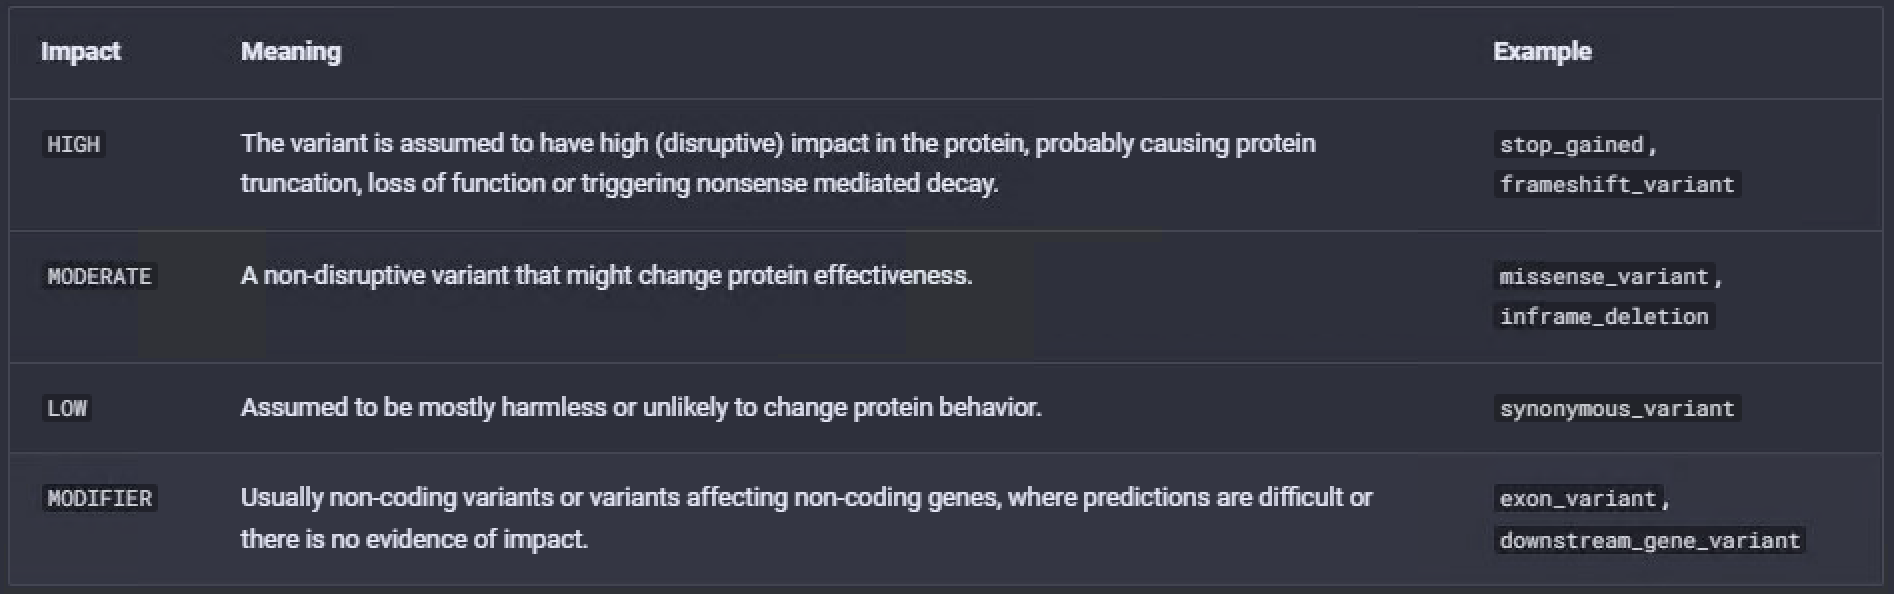 Impact Meaning Example
HIGH The variant is assumed to have high (disruptive) impact in the protein, probably causing protein stop_gained,
truncation, loss of function or triggering nonsense mediated decay. frameshift_variant
MODERATE A non-disruptive variant that might change protein effectiveness. missense_variant,
inframe_deletion
LOW Assumed to be mostly harmless or unlikely to change protein behavior. synonymous_variant
MODIFIER Usually non-coding variants or variants affecting non-coding genes, where predictions are difficult or exon_variant,
there is no evidence of impact. downstream_gene_variant